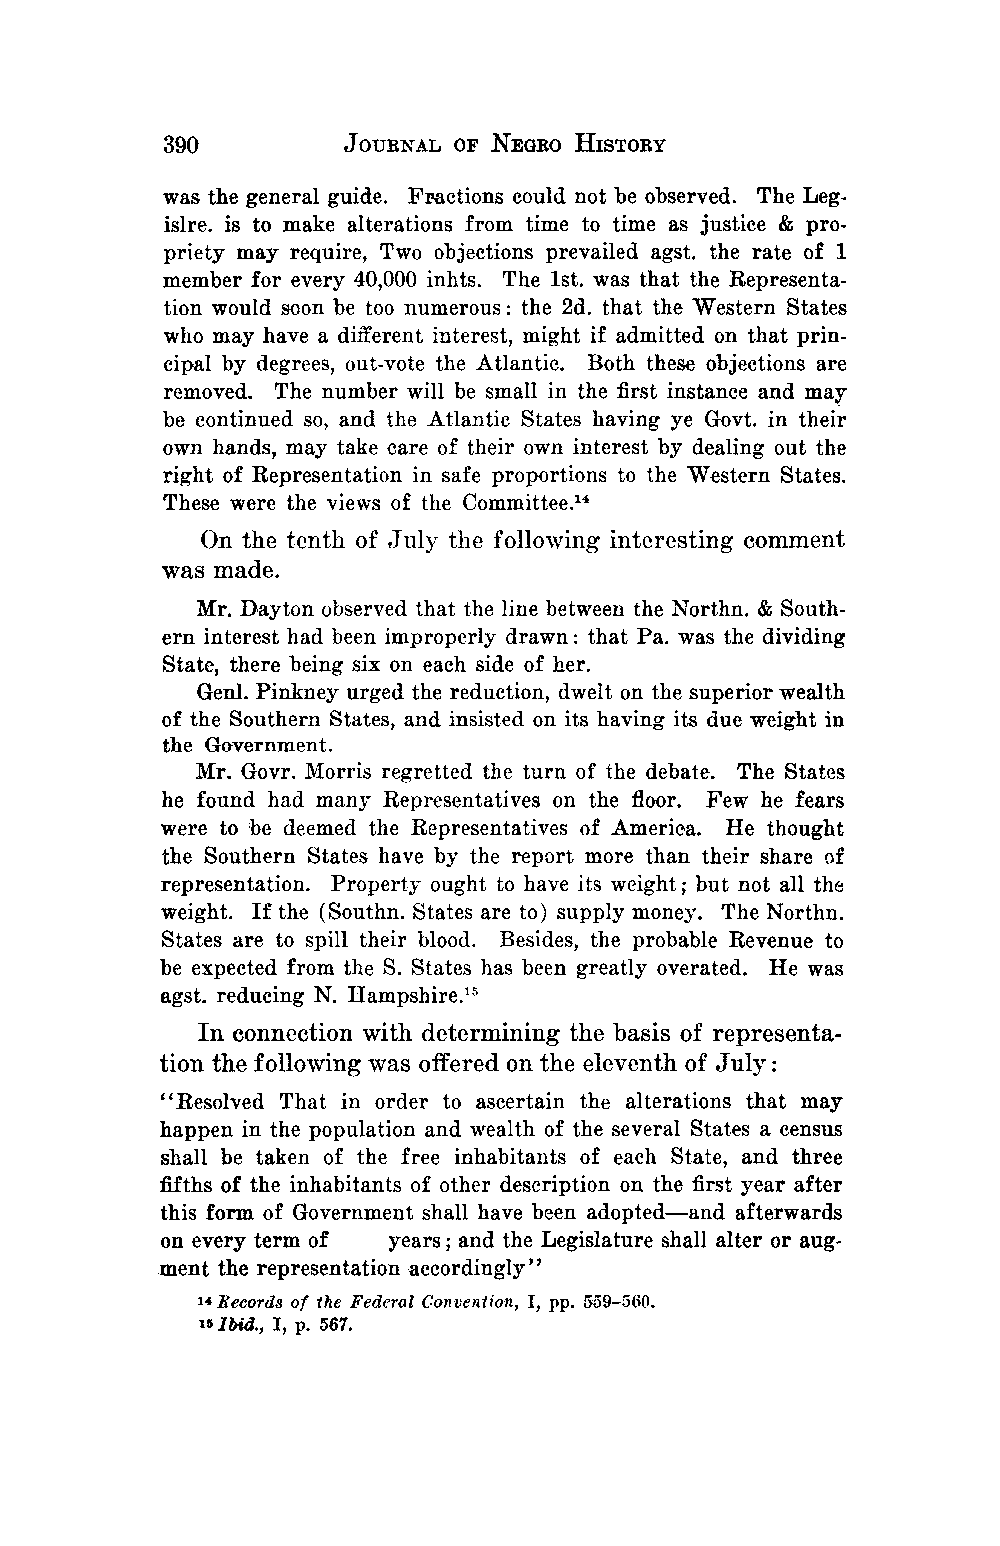 390 JOURNAL OF NEGRO HISTORY
was the general guide. Fractions could not be observed. The Leg-
islre. is to make alterations from time to time as justice & pro-
priety may require, Two objections prevailed agst. the rate of 1
member for every 40,000 inhts. The 1st. was that the Representa-
tion would soon be too numerous: the 2d. that the Western States
who may have a different interest, might if admitted on that prin-
cipal by degrees, out-vote the Atlantic. Both these objections are
removed. The number will be small in the first instance and may
be continued so, and the Atlantic States having ye Govt. in their
own hands, may take care of their own interest by dealing out the
right of Representation in safe proportions to the Western States.
These were the views of the Committee.¹⁴
On the tenth of July the following interesting comment
was made.
Mr. Dayton observed that the line between the Northn. & South-
ern interest had been improperly drawn: that Pa. was the dividing
State, there being six on each side of her.
Genl. Pinkney urged the reduction, dwelt on the superior wealth
of the Southern States, and insisted on its having its due weight in
the Government.
Mr. Govr. Morris regretted the turn of the debate. The States
he found had many Representatives on the floor. Few he fears
were to be deemed the Representatives of America. He thought
the Southern States have by the report more than their share of
representation. Property ought to have its weight; but not all the
weight. If the (Southn. States are to) supply money. The Northn.
States are to spill their blood. Besides, the probable Revenue to
be expected from the S. States has been greatly overated. He was
agst. reducing N. Hampshire.¹⁵
In connection with determining the basis of representa-
tion the following was offered on the eleventh of July:
"Resolved That in order to ascertain the alterations that may
happen in the population and wealth of the several States a census
shall be taken of the free inhabitants of each State, and three
fifths of the inhabitants of other description on the first year after
this form of Government shall have been adopted—and afterwards
on every term of years; and the Legislature shall alter or aug-
ment the representation accordingly"
¹⁴ Records of the Federal Convention, I, pp. 559–560.
¹⁵ Ibid., I, p. 567.